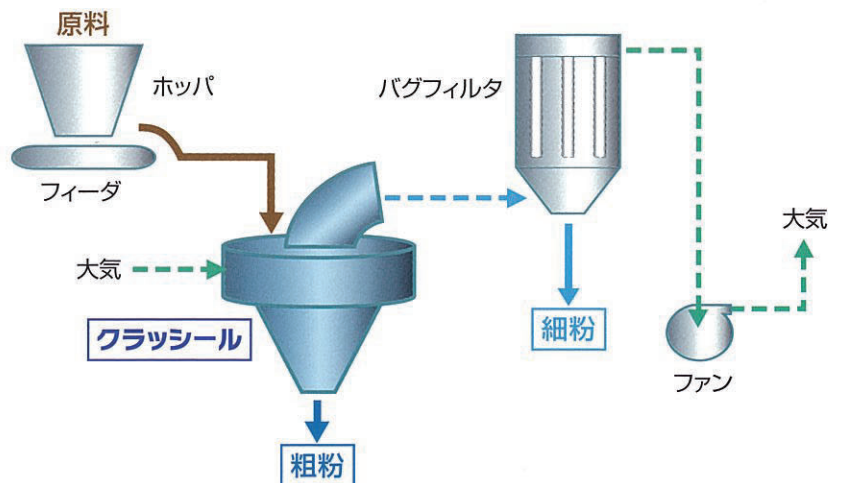 原料
ホッパ
フィーダ
バグフィルタ
大気
大気
クラッシール
細粉
ファン
粗粉